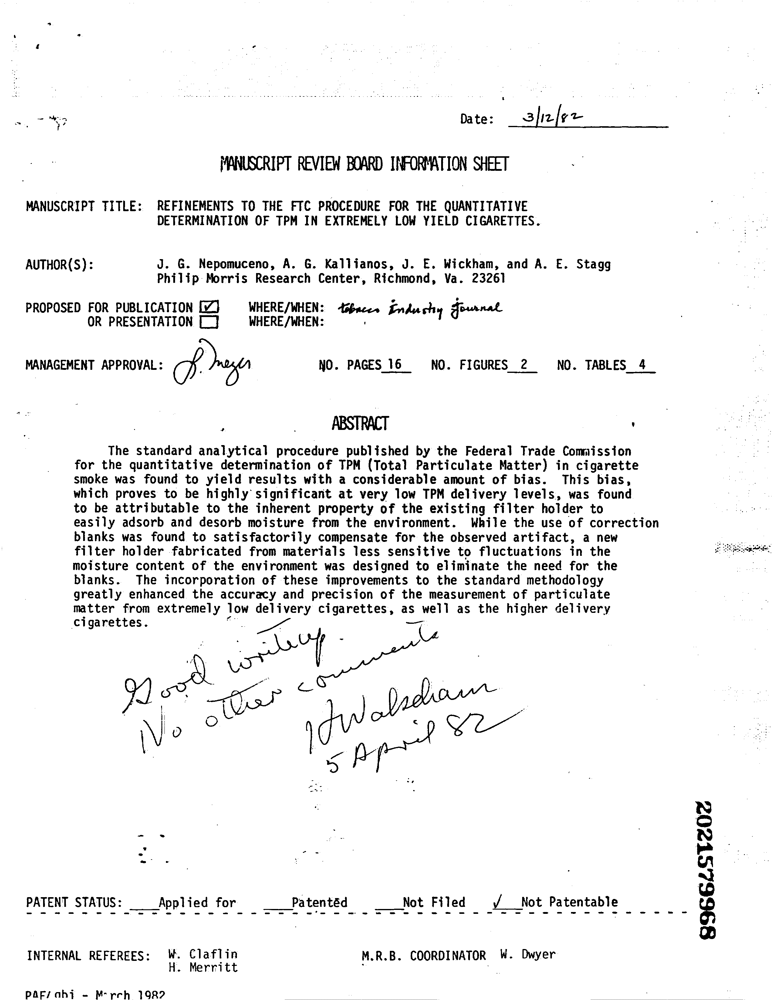 Date: 3/12/82
MANUSCRIPT REVIEW BOARD INFORMATION SHEET
MANUSCRIPT TITLE: REFINEMENTS TO THE FTC PROCEDURE FOR THE QUANTITATIVE
DETERMINATION OF TPM IN EXTREMELY LOW YIELD CIGARETTES.
AUTHOR(S): J. G. Nepomuceno, A. G. Kallianos, J. E. Wickham, and A. E. Stagg
Philip Morris Research Center, Richmond, Va. 23261
PROPOSED FOR PUBLICATION ☑ WHERE/WHEN: Tobacco Industry Journal
OR PRESENTATION ☐ WHERE/WHEN:
MANAGEMENT APPROVAL: NO. PAGES 16 NO. FIGURES 2 NO. TABLES 4
ABSTRACT
The standard analytical procedure published by the Federal Trade Commission
for the quantitative determination of TPM (Total Particulate Matter) in cigarette
smoke was found to yield results with a considerable amount of bias. This bias,
which proves to be highly significant at very low TPM delivery levels, was found
to be attributable to the inherent property of the existing filter holder to
easily adsorb and desorb moisture from the environment. While the use of correction
blanks was found to satisfactorily compensate for the observed artifact, a new
filter holder fabricated from materials less sensitive to fluctuations in the
moisture content of the environment was designed to eliminate the need for the
blanks. The incorporation of these improvements to the standard methodology
greatly enhanced the accuracy and precision of the measurement of particulate
matter from extremely low delivery cigarettes, as well as the higher delivery
cigarettes.
Good writeup.
No other comments
5 April 82
2021579968
PATENT STATUS: ____Applied for ____Patented ____Not Filed ✓ Not Patentable
INTERNAL REFEREES: W. Claflin M.R.B. COORDINATOR W. Dwyer
H. Merritt
March 1982